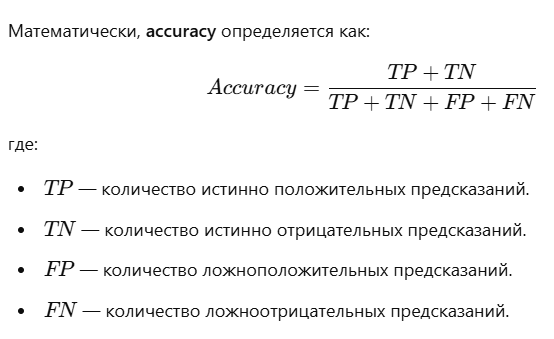 Математически, accuracy определяется как:
Accuracy = \frac{TP + TN}{TP + TN + FP + FN}
где:
• TP — количество истинно положительных предсказаний.
• TN — количество истинно отрицательных предсказаний.
• FP — количество ложноположительных предсказаний.
• FN — количество ложноотрицательных предсказаний.